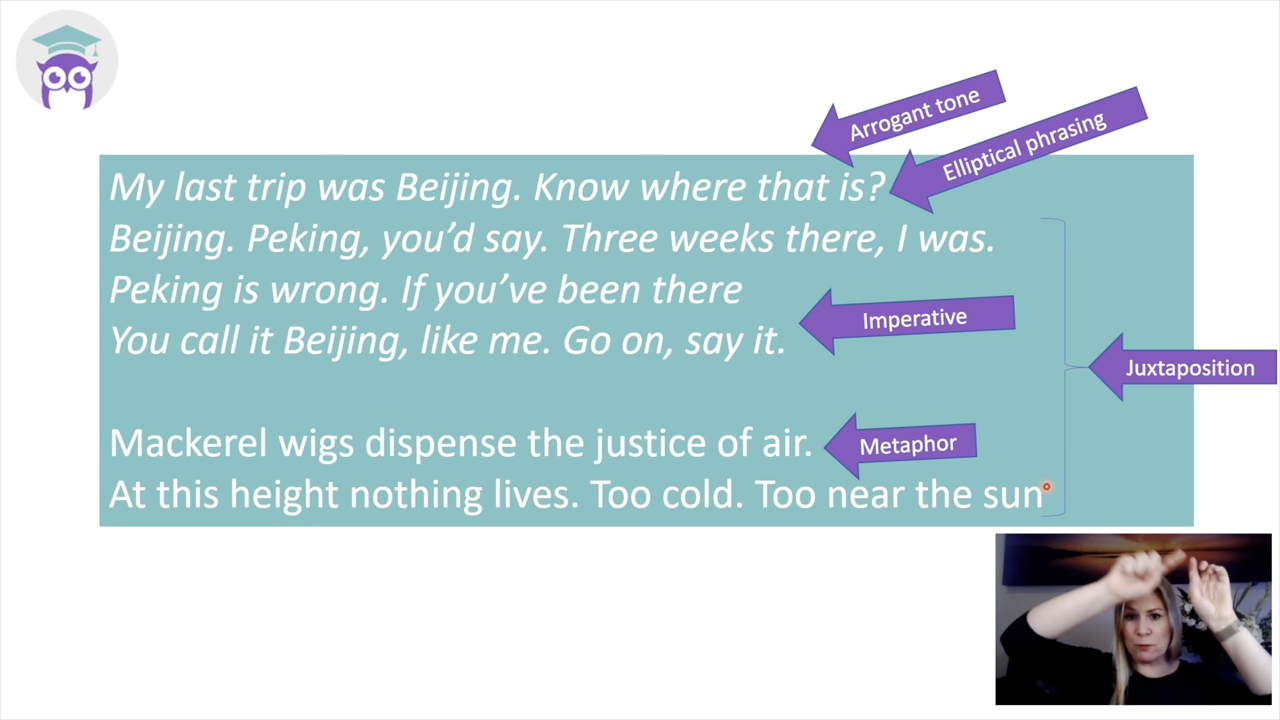 Arrogant tone
Elliptical phrasing
My last trip was Beijing. Know where that is?
Beijing. Peking, you’d say. Three weeks there, I was.
Peking is wrong. If you’ve been there
Imperative
You call it Beijing, like me. Go on, say it.
Juxtaposition
Mackerel wigs dispense the justice of air.
Metaphor
At this height nothing lives. Too cold. Too near the sun